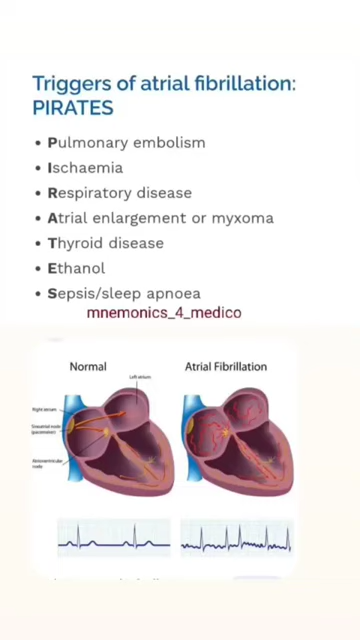 Triggers of atrial fibrillation:
PIRATES
• Pulmonary embolism
• Ischaemia
• Respiratory disease
• Atrial enlargement or myxoma
• Thyroid disease
• Ethanol
• Sepsis/sleep apnoea
mnemonics_4_medico
Normal
Atrial Fibrillation
Left atrium
Right atrium
Sinoatrial node
(pacemaker)
Atrioventricular
node